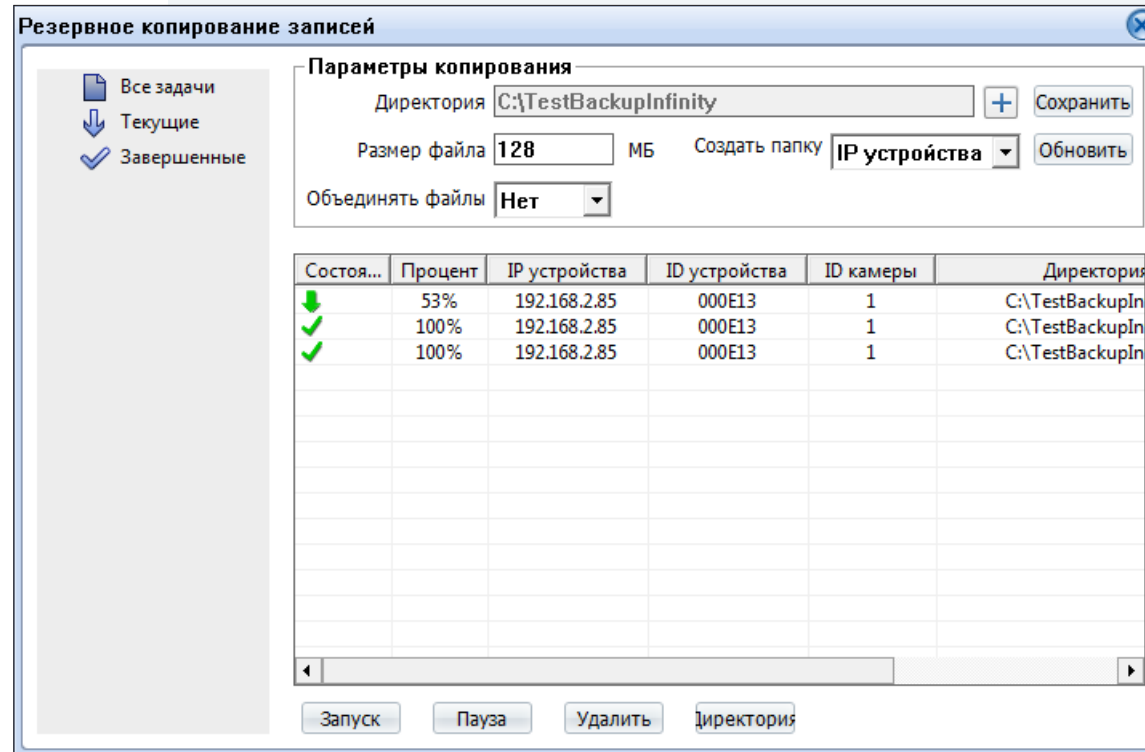 Резервное копирование записей
Все задачи
Текущие
Завершенные
Параметры копирования
Директория C:\TestBackupInfinity Сохранить
Размер файла 128 МБ Создать папку IP устройства Обновить
Объединять файлы Нет
Состоя... Процент IP устройства ID устройства ID камеры Директория
53% 192.168.2.85 000E13 1 C:\TestBackupIn
100% 192.168.2.85 000E13 1 C:\TestBackupIn
100% 192.168.2.85 000E13 1 C:\TestBackupIn
Запуск Пауза Удалить Директория